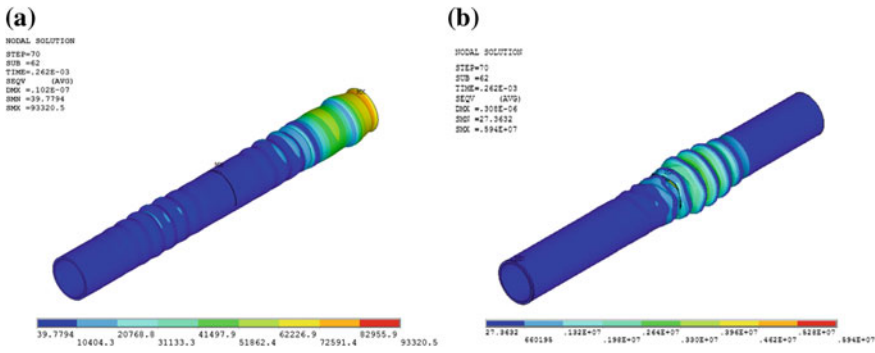 (a)
NODAL SOLUTION
STEP=70
SUB =62
TIME=.262E-03
SEQV (AVG)
DMX =.102E-07
SMN =39.7794
SMX =93320.5
39.7794 20768.8 41497.9 62226.9 82955.9
10404.3 31133.3 51862.4 72591.4 93320.5
(b)
NODAL SOLUTION
STEP=70
SUB =62
TIME=.262E-03
SEQV (AVG)
DMX =.308E-06
SMN =27.3632
SMX =.594E+07
27.3632 .132E+07 .264E+07 .396E+07 .528E+07
660195 .198E+07 .330E+07 .462E+07 .594E+07